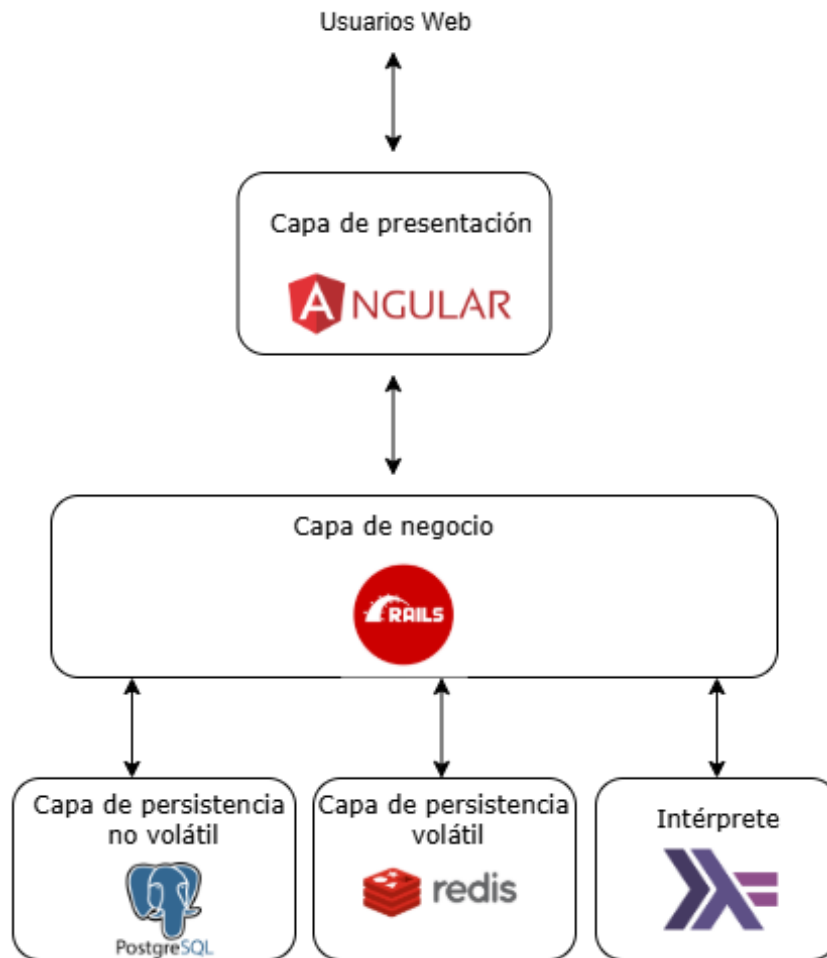 Usuarios Web
Capa de presentación
ANGULAR
Capa de negocio
RAILS
Capa de persistencia
no volátil
PostgreSQL
Capa de persistencia
volátil
redis
Intérprete